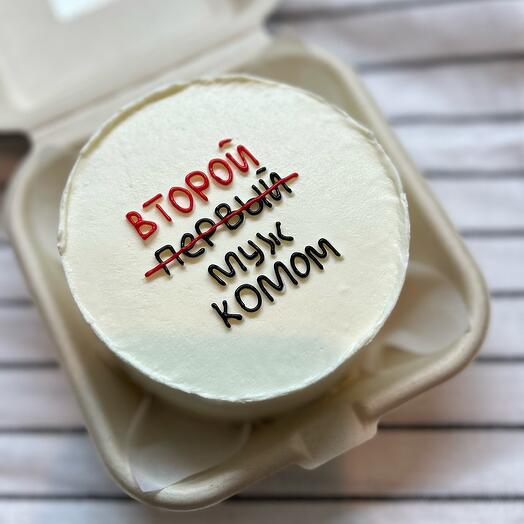 второй
первый
муж
комом